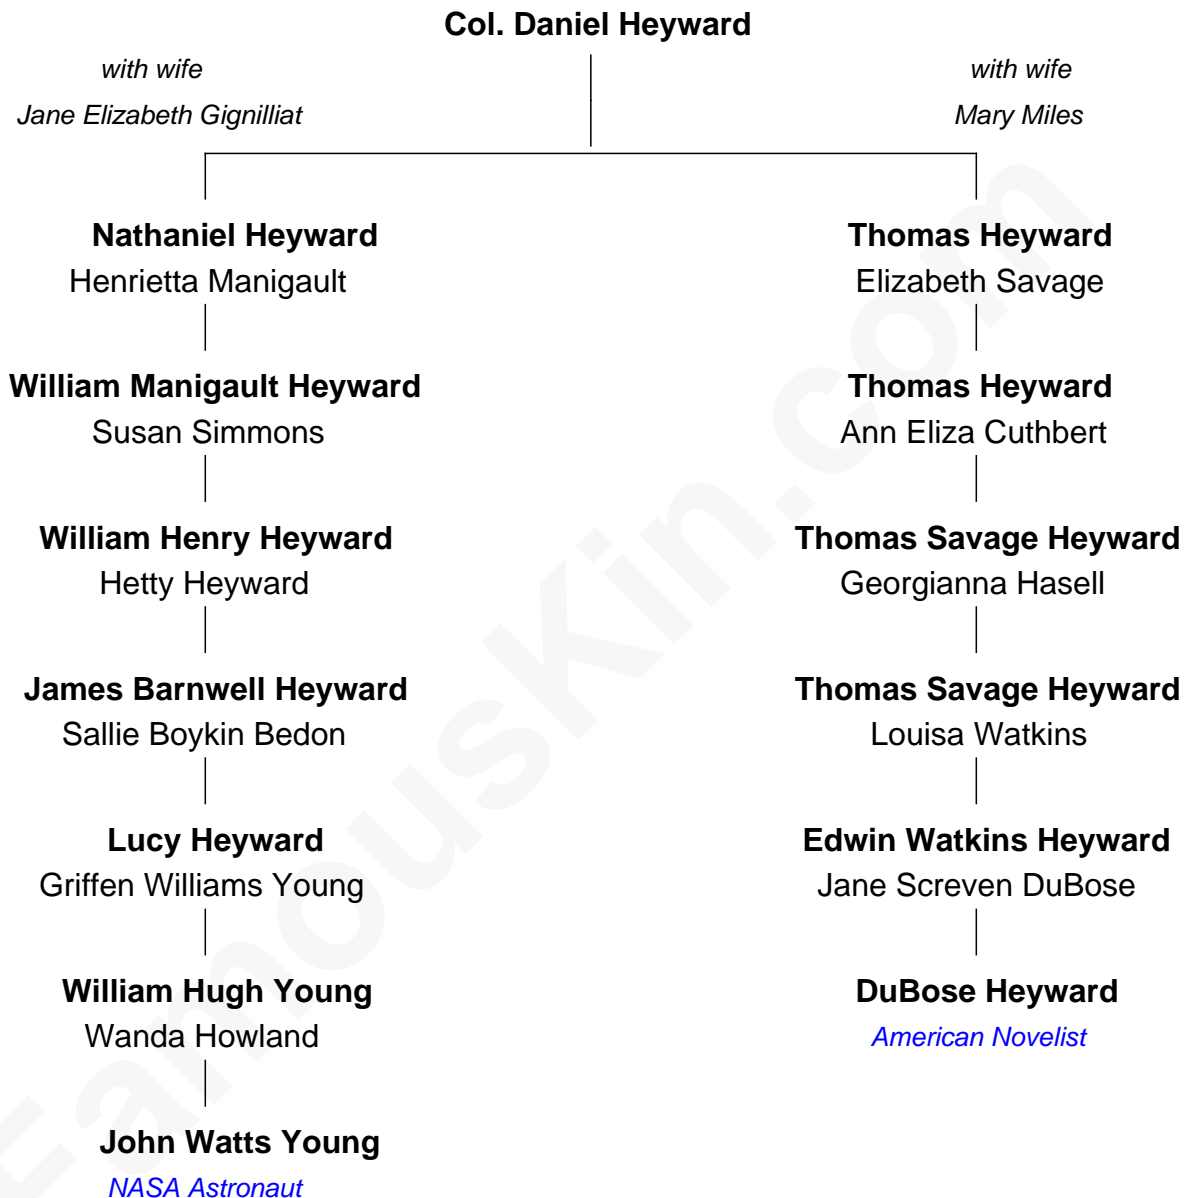 Col. Daniel Heyward
with wife
Jane Elizabeth Gignilliat
with wife
Mary Miles
Nathaniel Heyward
Henrietta Manigault
Thomas Heyward
Elizabeth Savage
William Manigault Heyward
Susan Simmons
Thomas Heyward
Ann Eliza Cuthbert
William Henry Heyward
Hetty Heyward
Thomas Savage Heyward
Georgianna Hasell
James Barnwell Heyward
Sallie Boykin Bedon
Thomas Savage Heyward
Louisa Watkins
Lucy Heyward
Griffen Williams Young
Edwin Watkins Heyward
Jane Screven DuBose
William Hugh Young
Wanda Howland
DuBose Heyward
American Novelist
John Watts Young
NASA Astronaut
FamousKin.com